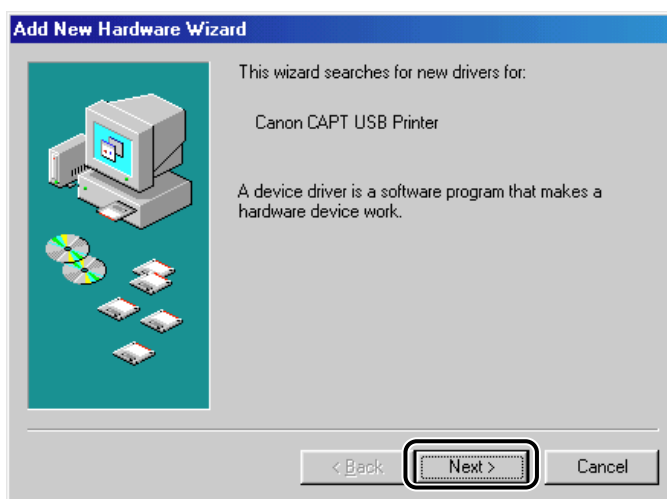 Add New Hardware Wizard
This wizard searches for new drivers for:
Canon CAPT USB Printer
A device driver is a software program that makes a
hardware device work.
< Back
Next >
Cancel